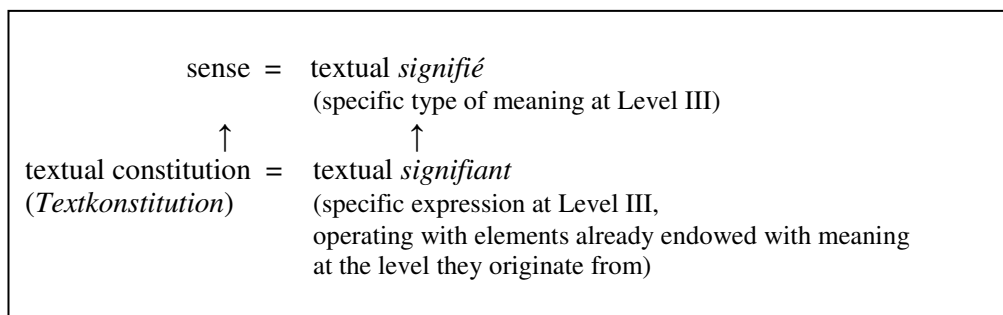 sense = textual signifié
(specific type of meaning at Level III)
↑ ↑
textual constitution = textual signifiant
(Textkonstitution) (specific expression at Level III,
operating with elements already endowed with meaning
at the level they originate from)